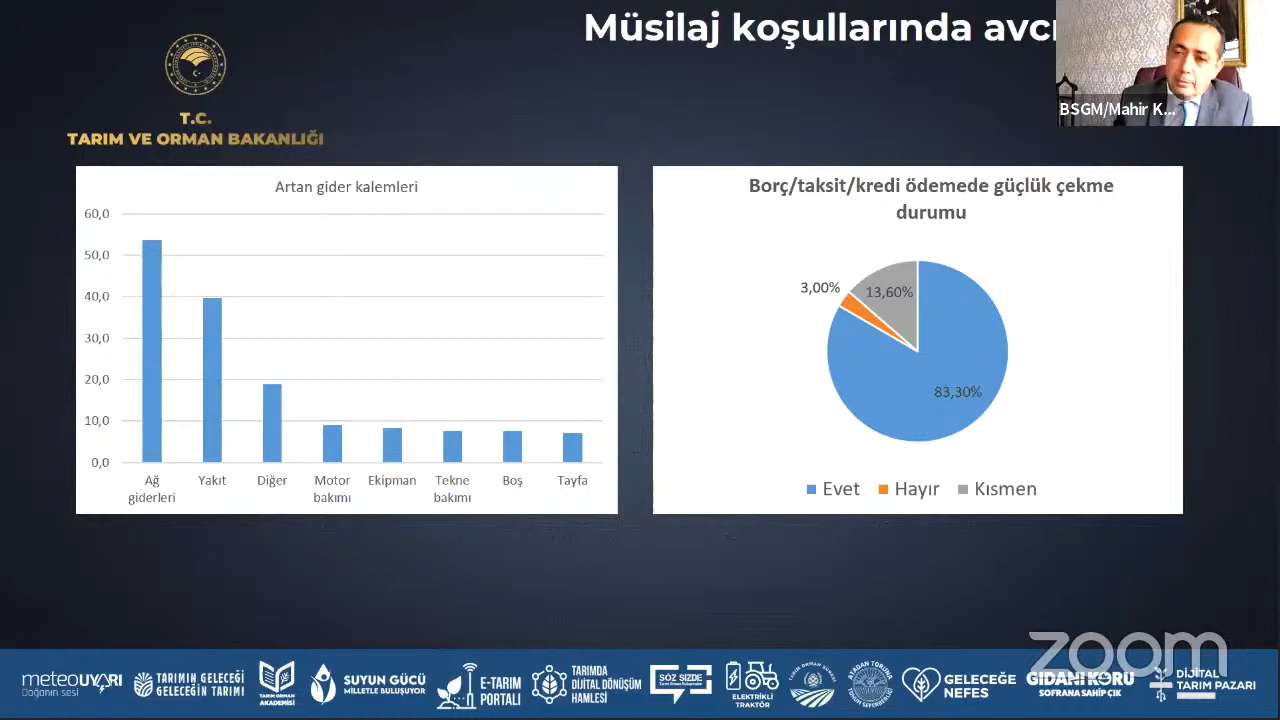 Müsilaj koşullarında avcı
BSGM/Mahir K...
T.C.
TARIM VE ORMAN BAKANLIĞI
Artan gider kalemleri
60,0
50,0
40,0
30,0
20,0
10,0
0,0
Ağ giderleri
Yakıt
Diğer
Motor bakımı
Ekipman
Tekne bakımı
Boş
Tayfa
Borç/taksit/kredi ödemede güçlük çekme
durumu
3,00%
13,60%
83,30%
Evet
Hayır
Kısmen
zoom
meteoUYARI
Doğanın sesi
TARIMIN GELECEĞİ
GELECEĞİN TARIMI
TARIM ORMAN
AKADEMİSİ
SUYUN GÜCÜ
MİLLETLE BULUŞUYOR
E-TARIM
PORTALI
TARIMDA
DİJİTAL DÖNÜŞÜM
HAMLESİ
SÖZ SİZDE
ELEKTRİKLİ
TRAKTÖR
GELECEĞE
NEFES
GIDANI KORU
SOFRANA SAHİP ÇIK
DİJİTAL
TARIM PAZARI